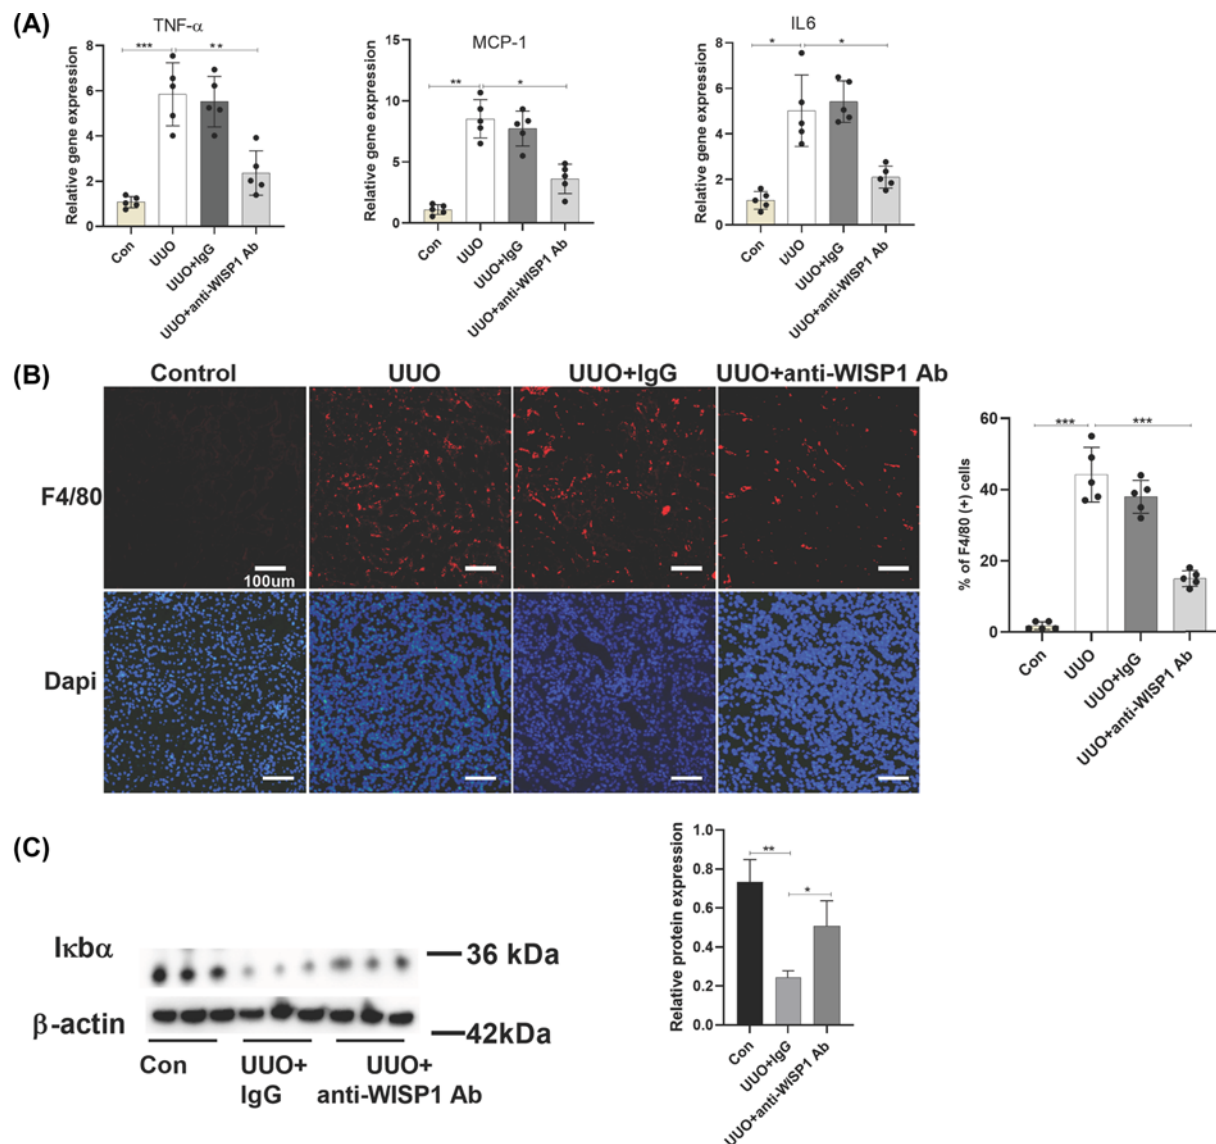 (A)
TNF-α
Relative gene expression
8
6
4
2
0
***
**
Con
UUO
UUO+IgG
UUO+anti-WISP1 Ab
MCP-1
Relative gene expression
15
10
5
0
**
*
Con
UUO
UUO+IgG
UUO+anti-WISP1 Ab
IL6
Relative gene expression
8
6
4
2
0
*
*
Con
UUO
UUO+IgG
UUO+anti-WISP1 Ab
(B)
Control UUO UUO+IgG UUO+anti-WISP1 Ab
F4/80
100um
Dapi
% of F4/80 (+) cells
60
40
20
0
***
***
Con
UUO
UUO+IgG
UUO+anti-WISP1 Ab
(C)
Iκbα
36 kDa
β-actin
42kDa
Con UUO+ UUO+
IgG anti-WISP1 Ab
Relative protein expression
1.0
0.8
0.6
0.4
0.2
0.0
**
*
Con
UUO+IgG
UUO+anti-WISP1 Ab